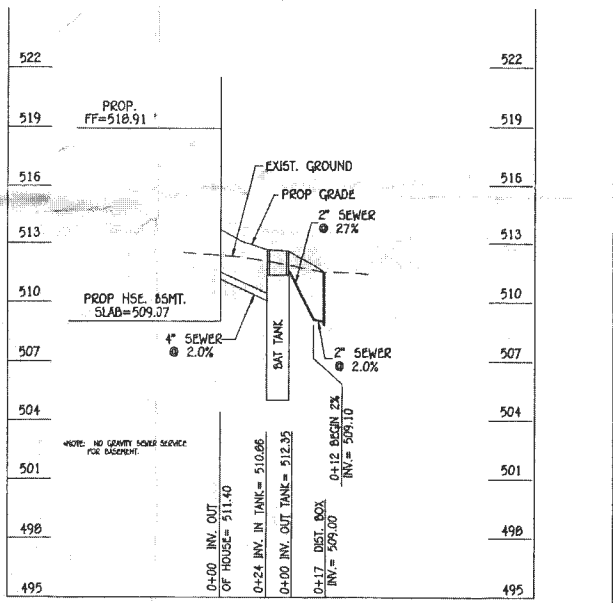 522
522
PROP.
FF=518.91
519
519
516
516
EXIST. GROUND
PROP GRADE
2" SEWER
@ 27%
513
513
510
510
PROP HSE. BSMT.
SLAB=509.07
4" SEWER
@ 2.0%
BAT TANK
2" SEWER
@ 2.0%
507
507
504
504
*NOTE: NO GRAVITY SEWER SERVICE
FOR BASEMENT.
501
501
498
498
495
495
0+00 INV. OUT
OF HOUSE= 511.40
0+24 INV. IN TANK= 510.86
0+00 INV. OUT TANK= 512.35
0+17 DIST. BOX
INV.= 509.00
0+12 BEGIN 2%
INV.= 509.10